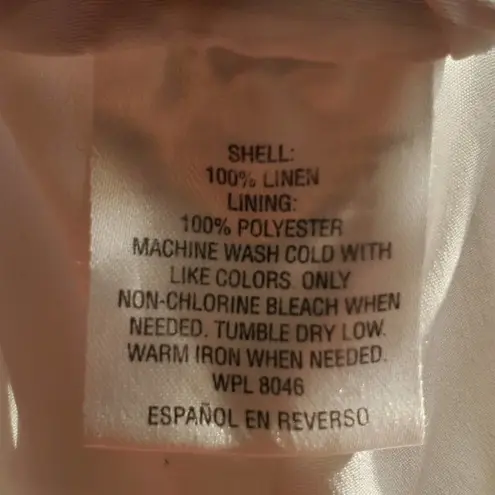 SHELL:
100% LINEN
LINING:
100% POLYESTER
MACHINE WASH COLD WITH
LIKE COLORS. ONLY
NON-CHLORINE BLEACH WHEN
NEEDED. TUMBLE DRY LOW.
WARM IRON WHEN NEEDED.
WPL 8046
ESPAÑOL EN REVERSO